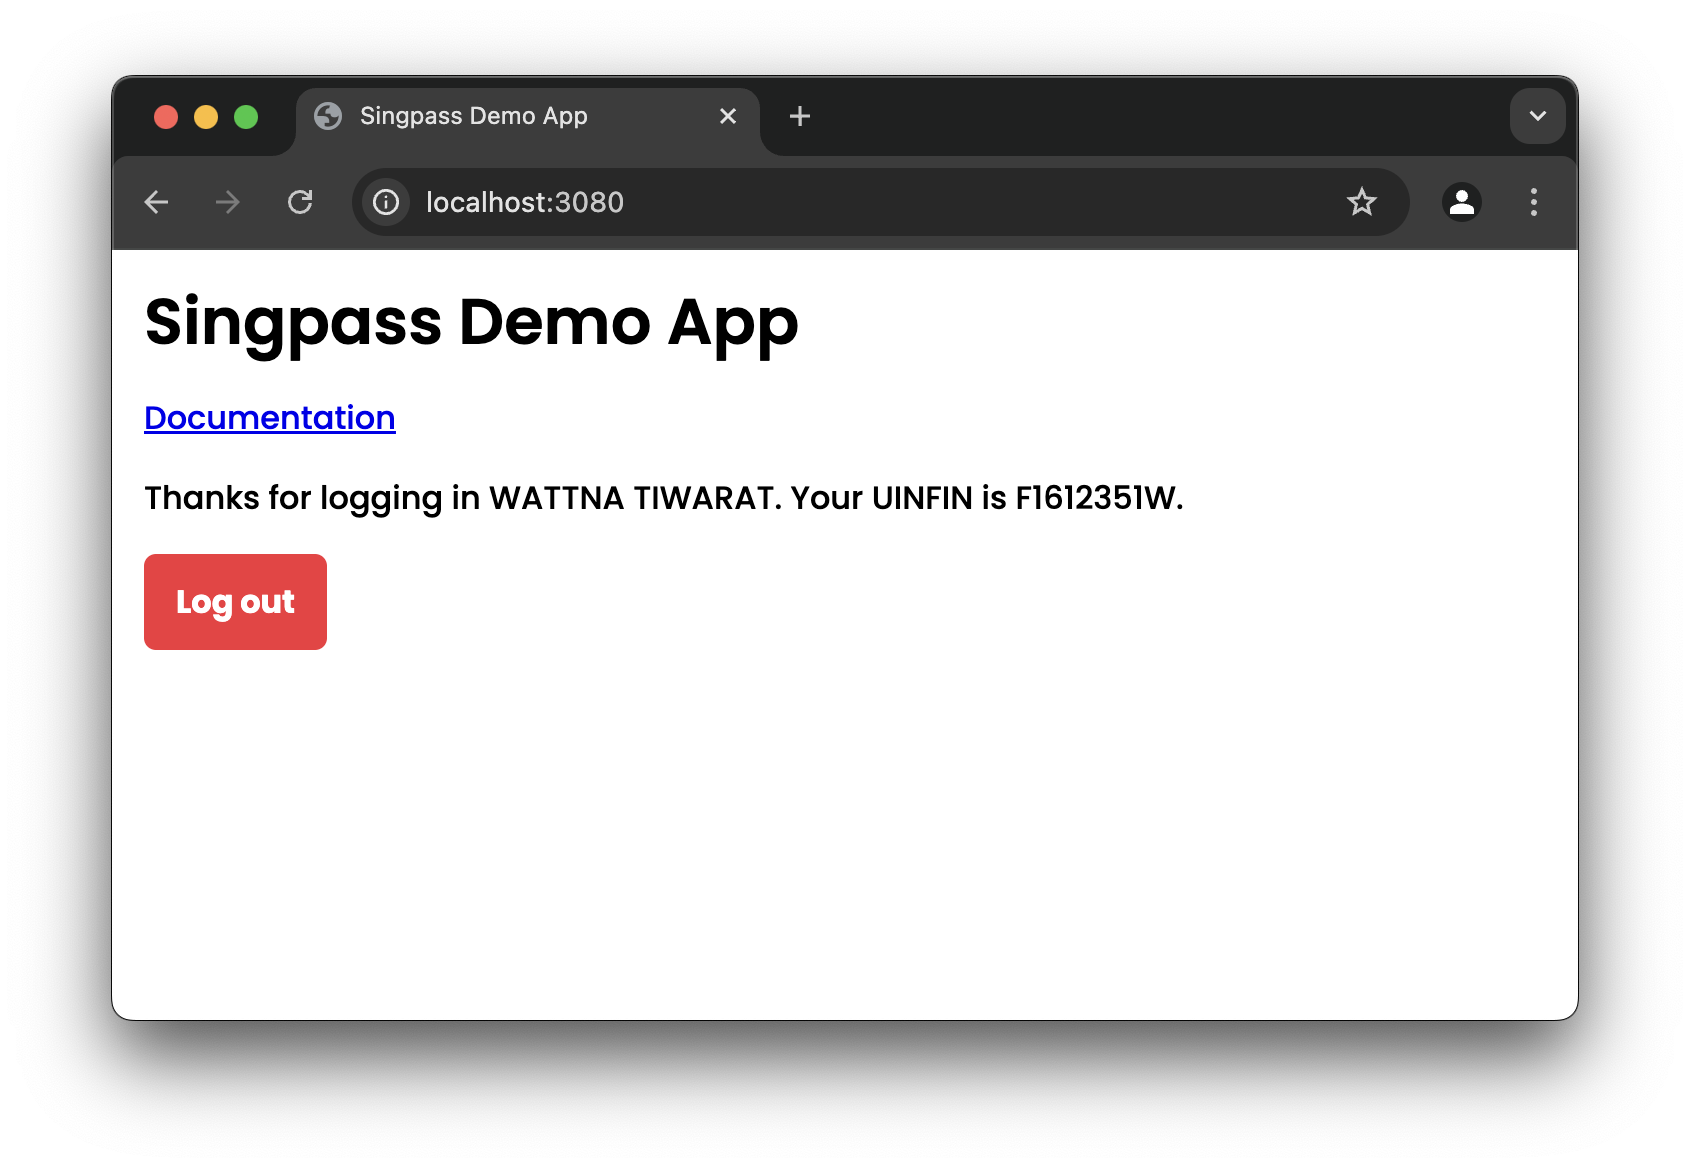 Singpass Demo App
localhost:3080
Singpass Demo App
Documentation
Thanks for logging in WATTNA TIWARAT. Your UINFIN is F1612351W.
Log out